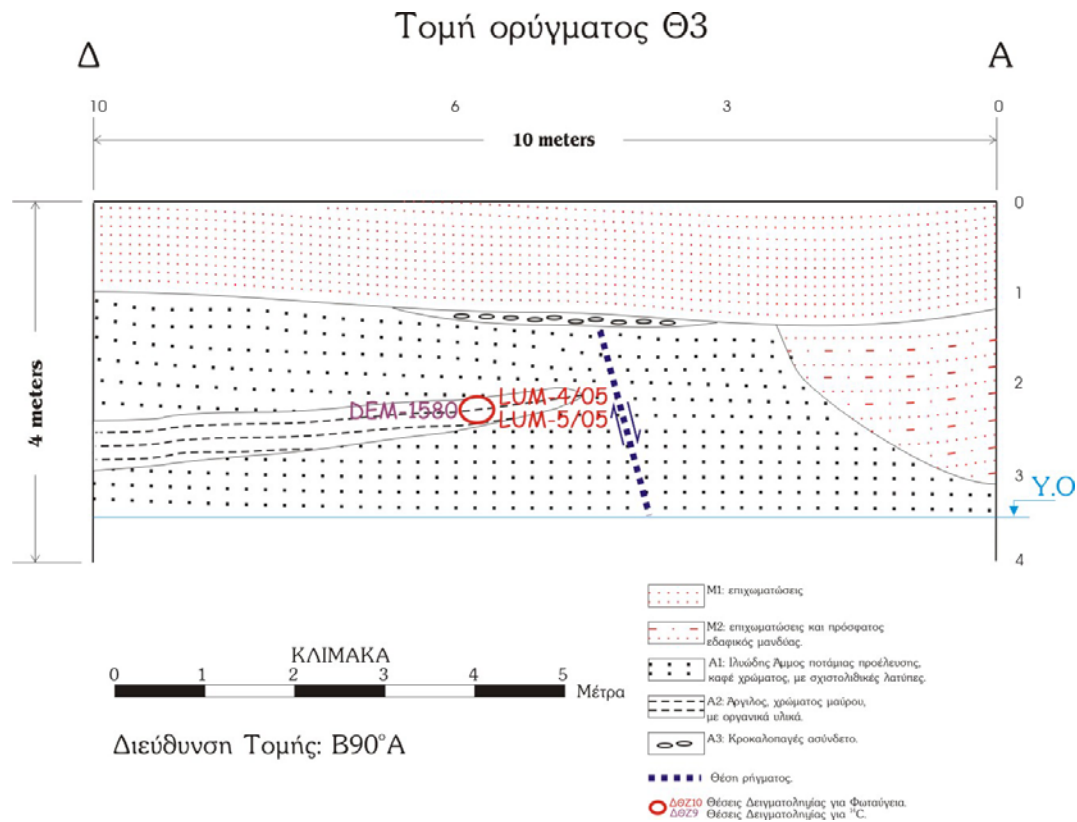 Τομή ορύγματος Θ3
Δ Α
10 6 3 0
10 meters
0
1
2
3
4
4 meters
DEM-1580
LUM-4/05
LUM-5/05
Υ.Ο
ΚΛΙΜΑΚΑ
0 1 2 3 4 5
Μέτρα
Διεύθυνση Τομής: Β90°Α
Μ1: επιχωματώσεις
Μ2: επιχωματώσεις και πρόσφατος
εδαφικός μανδύας.
Α1: Ιλυώδης Άμμος ποτάμιας προέλευσης,
καφέ χρώματος, με σχιστολιθικές λατύπες.
Α2: Άργιλος, χρώματος μαύρου,
με οργανικά υλικά.
Α3: Κροκαλοπαγές ασύνδετο.
Θέση ρήγματος.
ΔΘΖ10 Θέσεις Δειγματοληψίας για Φωταύγεια.
ΔΘΖ9 Θέσεις Δειγματοληψίας για ¹⁴C.